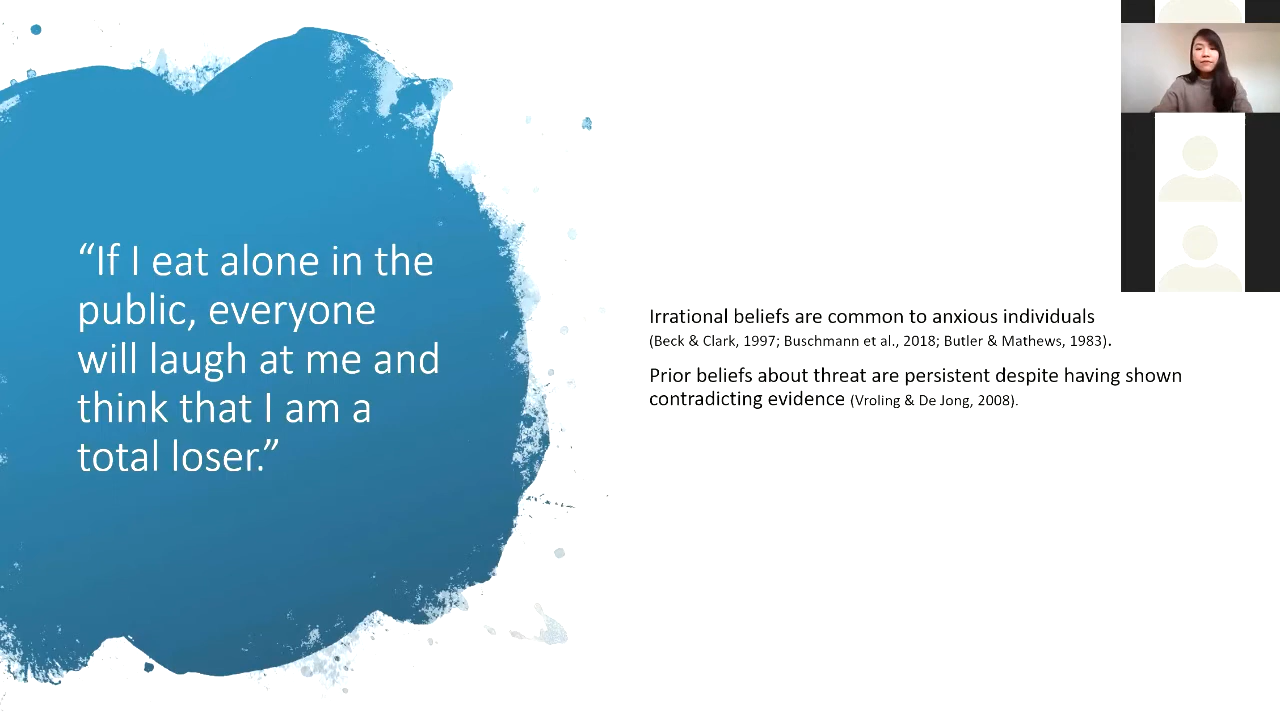 “If I eat alone in the
public, everyone
will laugh at me and
think that I am a
total loser.”
Irrational beliefs are common to anxious individuals
(Beck & Clark, 1997; Buschmann et al., 2018; Butler & Mathews, 1983).
Prior beliefs about threat are persistent despite having shown
contradicting evidence (Vroling & De Jong, 2008).